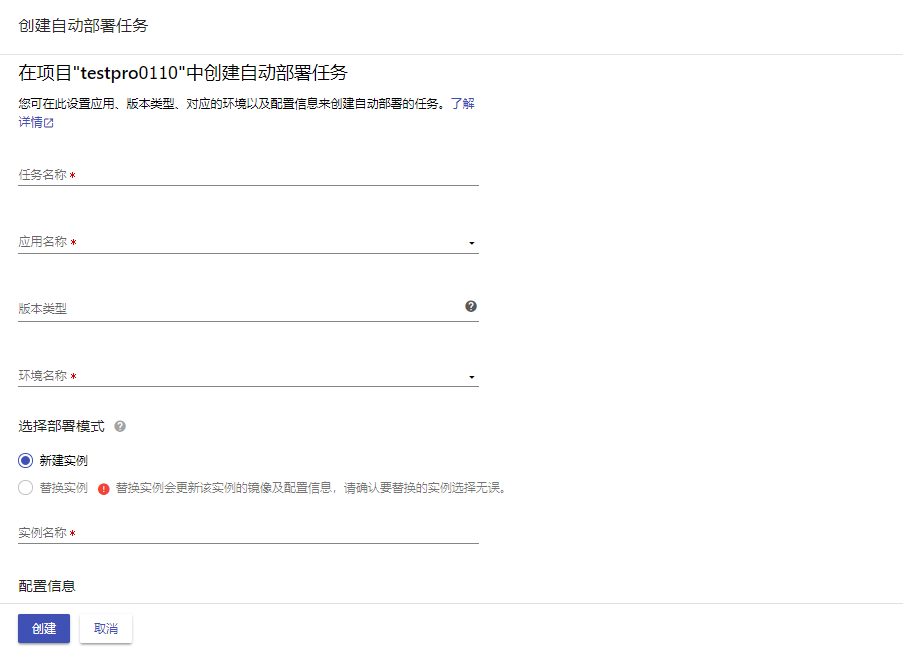 创建自动部署任务
在项目"testpro0110"中创建自动部署任务
您可在此设置应用、版本类型、对应的环境以及配置信息来创建自动部署的任务。了解
详情
任务名称 *
应用名称 *
版本类型
环境名称 *
选择部署模式
新建实例
替换实例 替换实例会更新该实例的镜像及配置信息，请确认要替换的实例选择无误。
实例名称 *
配置信息
创建 取消